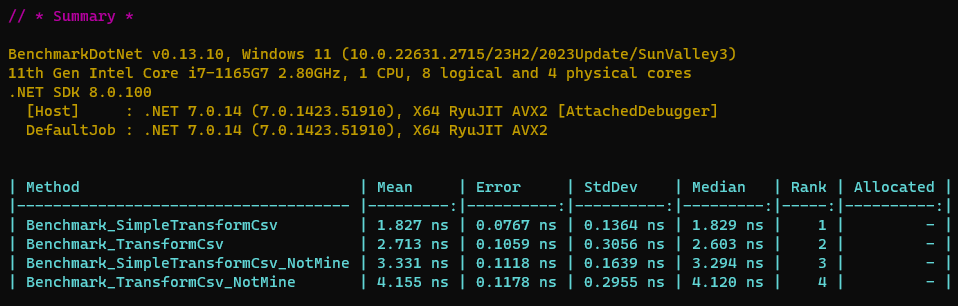 // * Summary *
BenchmarkDotNet v0.13.10, Windows 11 (10.0.22631.2715/23H2/2023Update/SunValley3)
11th Gen Intel Core i7-1165G7 2.80GHz, 1 CPU, 8 logical and 4 physical cores
.NET SDK 8.0.100
  [Host]     : .NET 7.0.14 (7.0.1423.51910), X64 RyuJIT AVX2 [AttachedDebugger]
  DefaultJob : .NET 7.0.14 (7.0.1423.51910), X64 RyuJIT AVX2
| Method                               | Mean     | Error     | StdDev    | Median   | Rank | Allocated |
|------------------------------------- |---------:|----------:|----------:|---------:|-----:|----------:|
| Benchmark_SimpleTransformCsv         | 1.827 ns | 0.0767 ns | 0.1364 ns | 1.829 ns |    1 |         - |
| Benchmark_TransformCsv               | 2.713 ns | 0.1059 ns | 0.3056 ns | 2.603 ns |    2 |         - |
| Benchmark_SimpleTransformCsv_NotMine | 3.331 ns | 0.1118 ns | 0.1639 ns | 3.294 ns |    3 |         - |
| Benchmark_TransformCsv_NotMine       | 4.155 ns | 0.1178 ns | 0.2955 ns | 4.120 ns |    4 |         - |